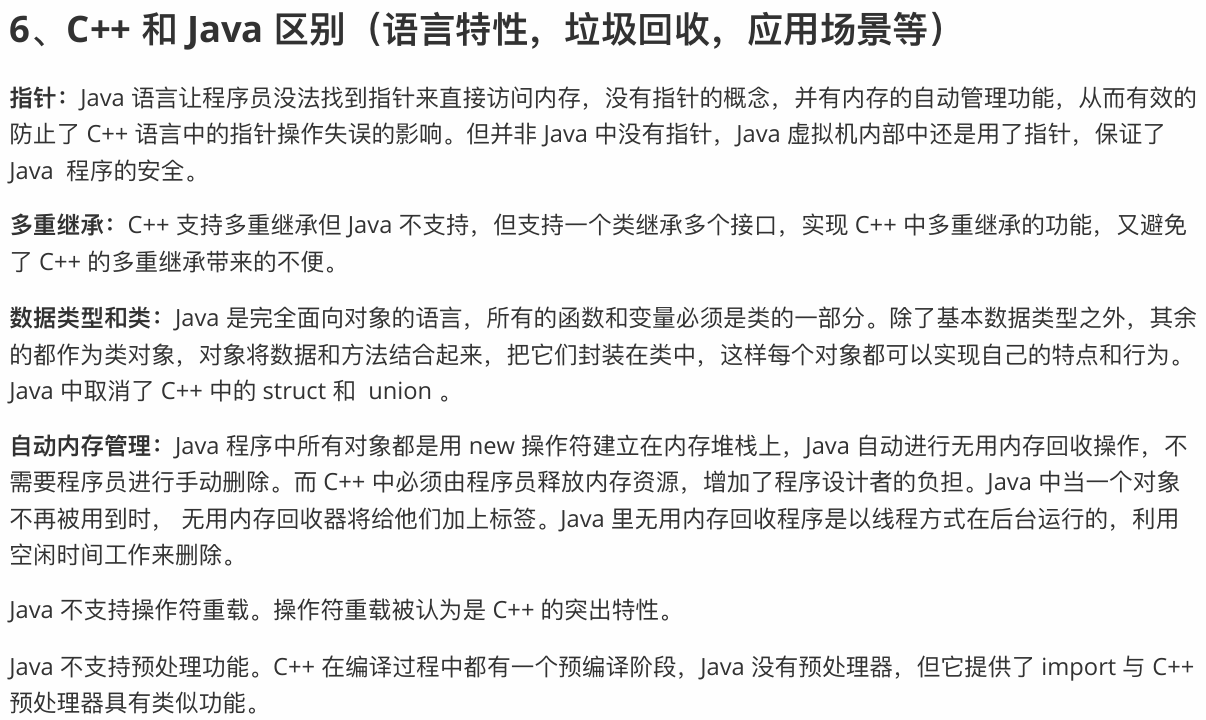 6、C++ 和 Java 区别（语言特性，垃圾回收，应用场景等）
指针：Java 语言让程序员没法找到指针来直接访问内存，没有指针的概念，并有内存的自动管理功能，从而有效的
防止了 C++ 语言中的指针操作失误的影响。但并非 Java 中没有指针，Java 虚拟机内部中还是用了指针，保证了
Java  程序的安全。
多重继承：C++ 支持多重继承但 Java 不支持，但支持一个类继承多个接口，实现 C++ 中多重继承的功能，又避免
了 C++ 的多重继承带来的不便。
数据类型和类：Java 是完全面向对象的语言，所有的函数和变量必须是类的一部分。除了基本数据类型之外，其余
的都作为类对象，对象将数据和方法结合起来，把它们封装在类中，这样每个对象都可以实现自己的特点和行为。
Java 中取消了 C++ 中的 struct 和  union 。
自动内存管理：Java 程序中所有对象都是用 new 操作符建立在内存堆栈上，Java 自动进行无用内存回收操作，不
需要程序员进行手动删除。而 C++ 中必须由程序员释放内存资源，增加了程序设计者的负担。Java 中当一个对象
不再被用到时， 无用内存回收器将给他们加上标签。Java 里无用内存回收程序是以线程方式在后台运行的，利用
空闲时间工作来删除。
Java 不支持操作符重载。操作符重载被认为是 C++ 的突出特性。
Java 不支持预处理功能。C++ 在编译过程中都有一个预编译阶段，Java 没有预处理器，但它提供了 import 与 C++
预处理器具有类似功能。